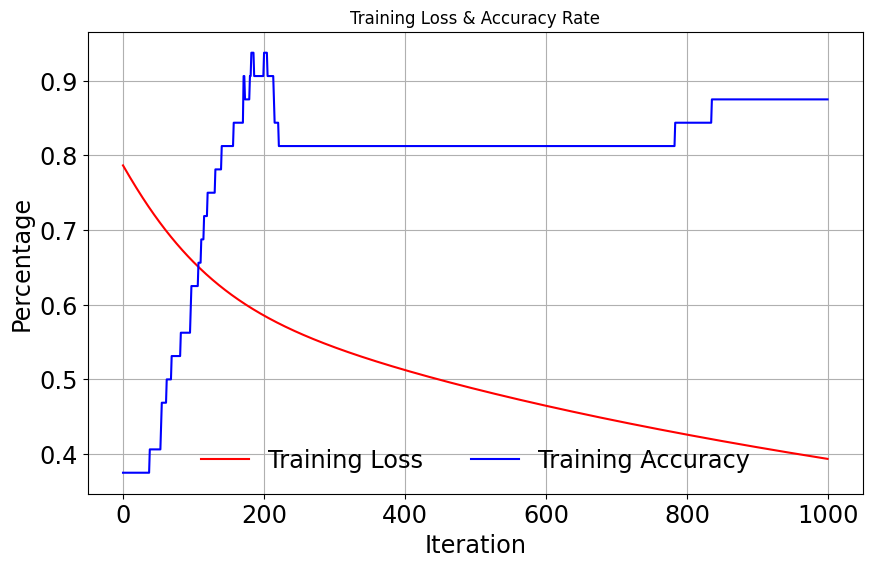 Training Loss & Accuracy Rate
Percentage
0.9
0.8
0.7
0.6
0.5
0.4
Training Loss Training Accuracy
0 200 400 600 800 1000
Iteration